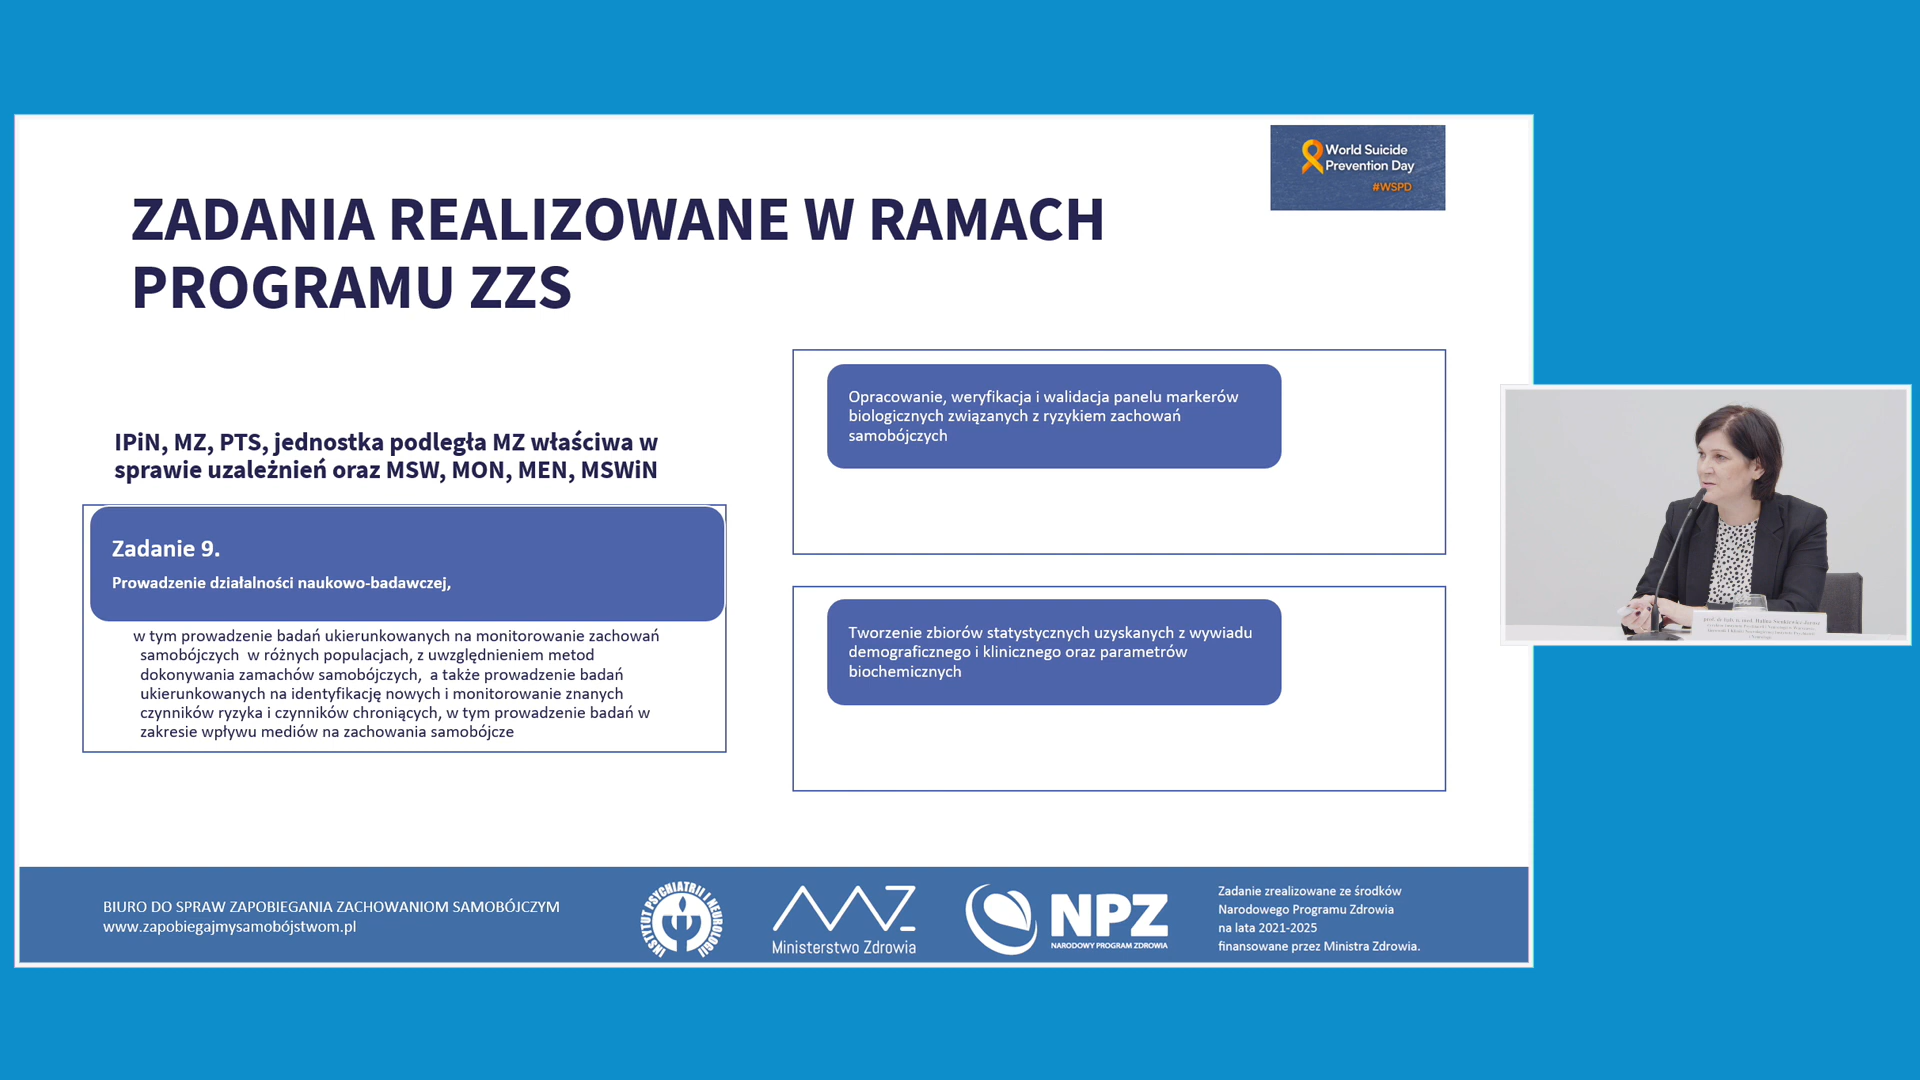 World Suicide
Prevention Day
#WSPD
ZADANIA REALIZOWANE W RAMACH
PROGRAMU ZZS
IPiN, MZ, PTS, jednostka podległa MZ właściwa w
sprawie uzależnień oraz MSW, MON, MEN, MSWiN
Zadanie 9.
Prowadzenie działalności naukowo-badawczej,
w tym prowadzenie badań ukierunkowanych na monitorowanie zachowań
samobójczych w różnych populacjach, z uwzględnieniem metod
dokonywania zamachów samobójczych, a także prowadzenie badań
ukierunkowanych na identyfikację nowych i monitorowanie znanych
czynników ryzyka i czynników chroniących, w tym prowadzenie badań w
zakresie wpływu mediów na zachowania samobójcze
Opracowanie, weryfikacja i walidacja panelu markerów
biologicznych związanych z ryzykiem zachowań
samobójczych
Tworzenie zbiorów statystycznych uzyskanych z wywiadu
demograficznego i klinicznego oraz parametrów
biochemicznych
BIURO DO SPRAW ZAPOBIEGANIA ZACHOWANIOM SAMOBÓJCZYM
www.zapobiegajmysamobójstwom.pl
INSTYTUT PSYCHIATRII I NEUROLOGII
MZ
Ministerstwo Zdrowia
NPZ
NARODOWY PROGRAM ZDROWIA
Zadanie zrealizowane ze środków
Narodowego Programu Zdrowia
na lata 2021-2025
finansowane przez Ministra Zdrowia.